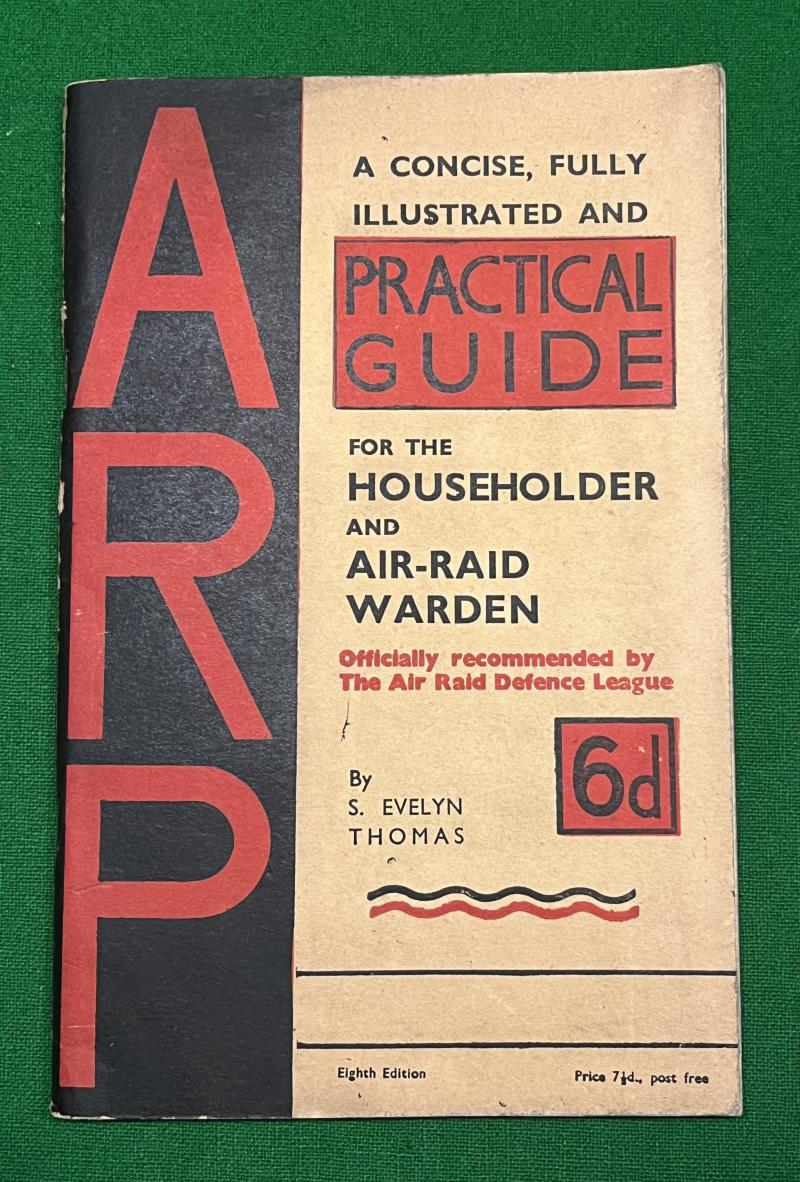 ARP
A CONCISE, FULLY
ILLUSTRATED AND
PRACTICAL
GUIDE
FOR THE
HOUSEHOLDER
AND
AIR-RAID
WARDEN
Officially recommended by
The Air Raid Defence League
6d
By
S. EVELYN
THOMAS
Eighth Edition
Price 7½d., post free